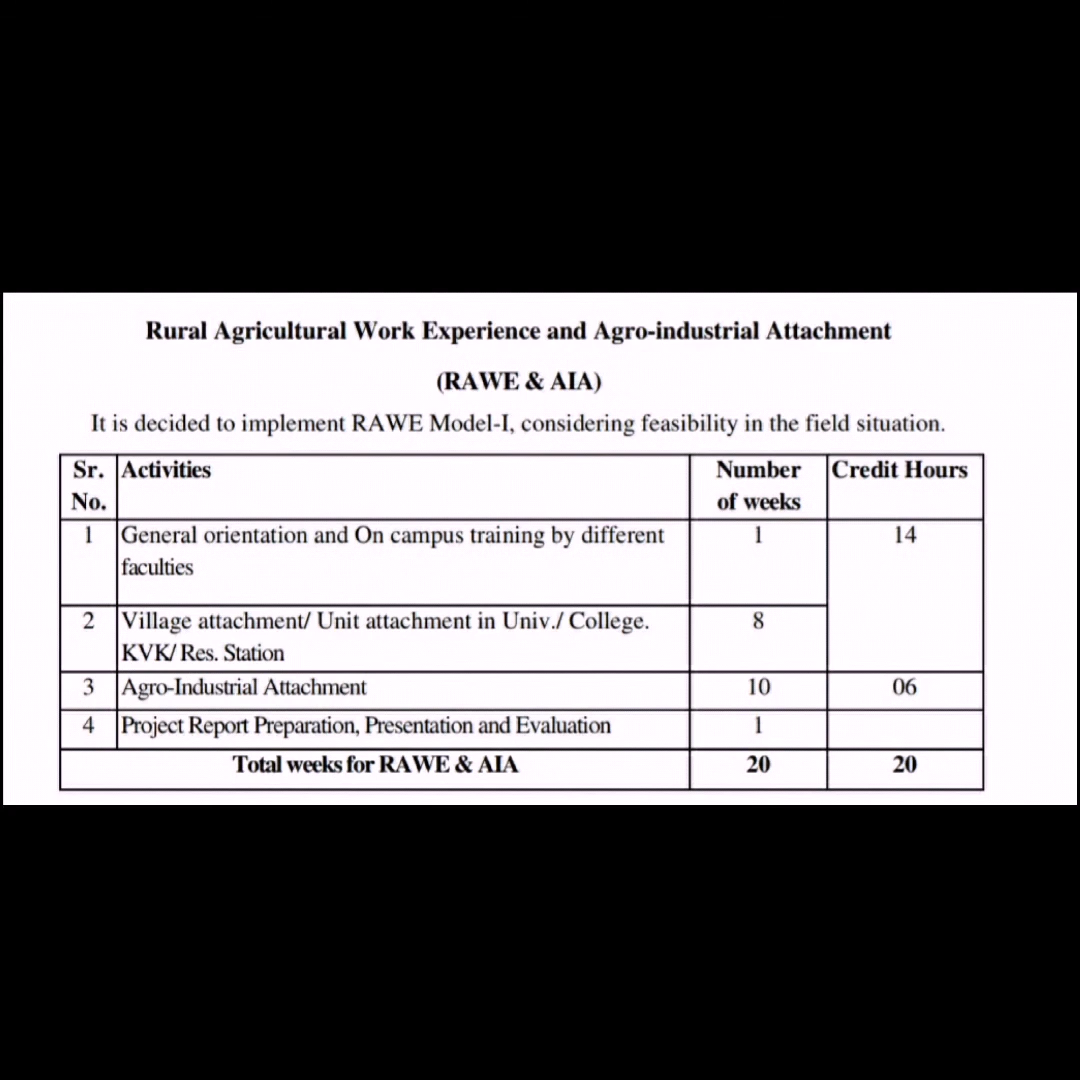 Rural Agricultural Work Experience and Agro-industrial Attachment
(RAWE & AIA)
It is decided to implement RAWE Model-I, considering feasibility in the field situation.
Sr. No. Activities Number of weeks Credit Hours
1 General orientation and On campus training by different faculties 1 14
2 Village attachment/ Unit attachment in Univ./ College. KVK/ Res. Station 8
3 Agro-Industrial Attachment 10 06
4 Project Report Preparation, Presentation and Evaluation 1
Total weeks for RAWE & AIA 20 20